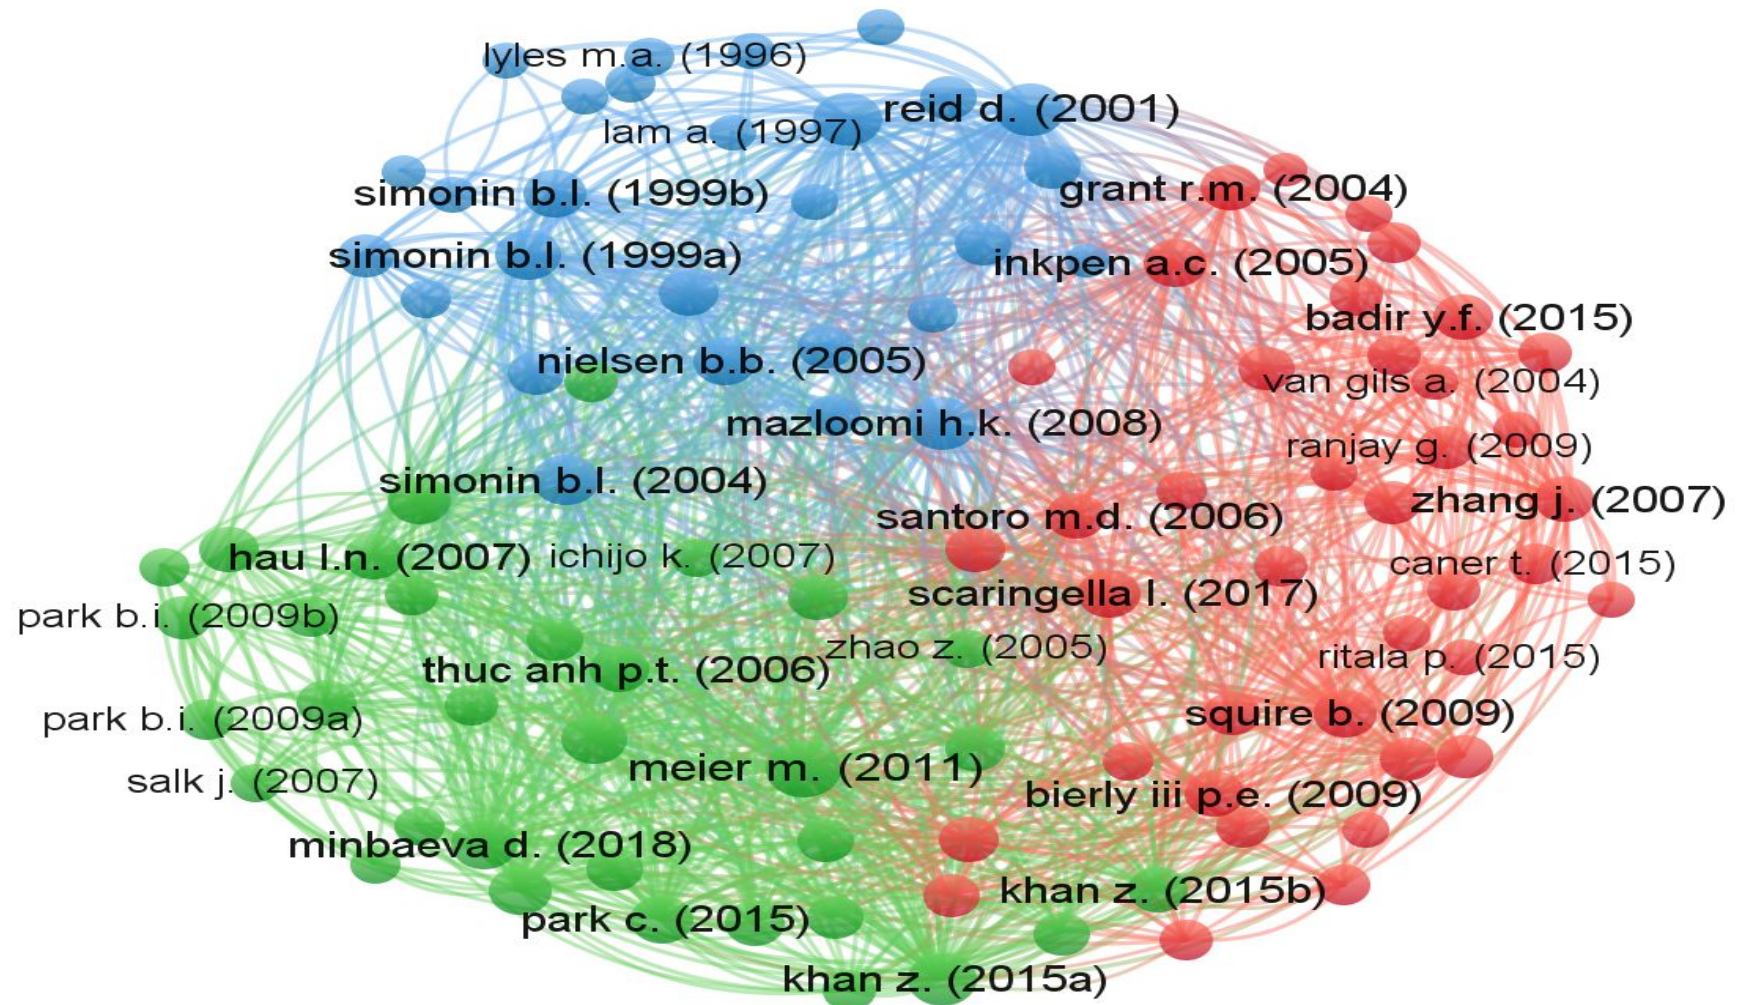 lyles m.a. (1996)
reid d. (2001)
lam a. (1997)
simonin b.l. (1999b)
grant r.m. (2004)
simonin b.l. (1999a)
inkpen a.c. (2005)
badir y.f. (2015)
nielsen b.b. (2005)
van gils a. (2004)
mazloomi h.k. (2008)
ranjay g. (2009)
simonin b.l. (2004)
zhang j. (2007)
santoro m.d. (2006)
hau l.n. (2007)
ichijo k. (2007)
caner t. (2015)
scaringella l. (2017)
park b.i. (2009b)
zhao z. (2005)
ritala p. (2015)
thuc anh p.t. (2006)
park b.i. (2009a)
squire b. (2009)
meier m. (2011)
salk j. (2007)
bierly iii p.e. (2009)
minbaeva d. (2018)
khan z. (2015b)
park c. (2015)
khan z. (2015a)